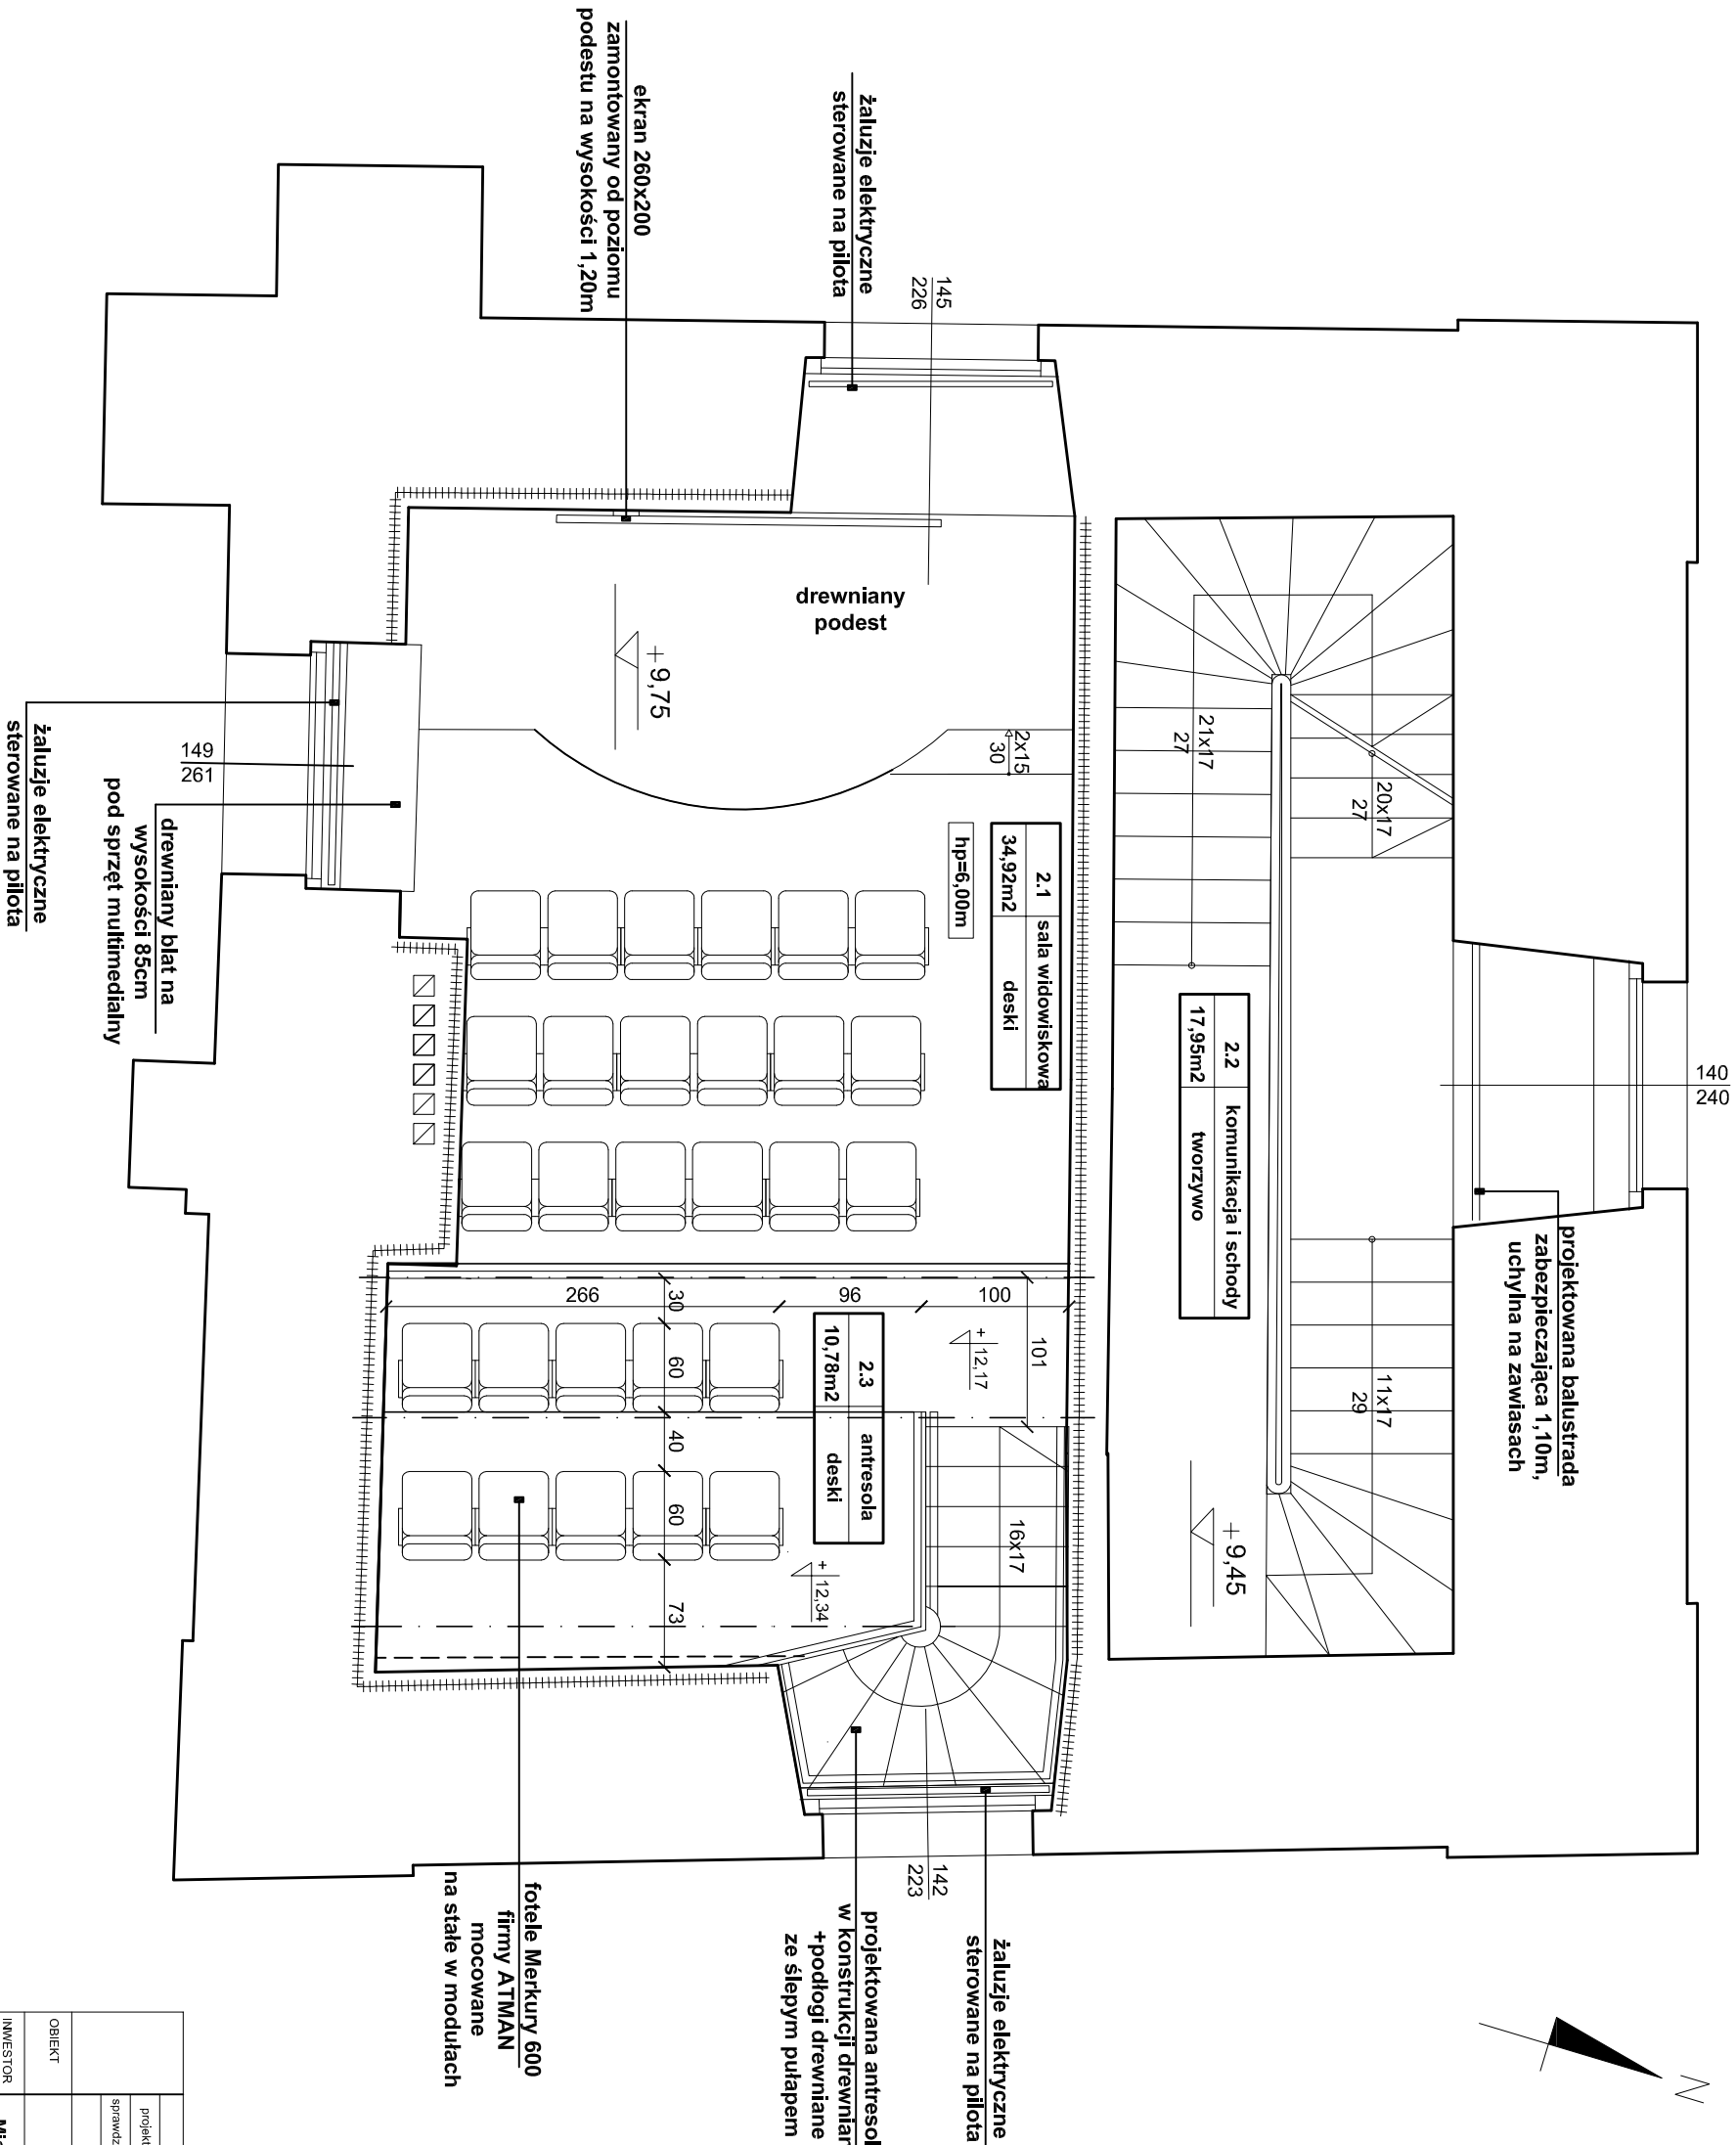 ekran 260x200
zamontowany od poziomu
podestu na wysokości 1,20m
żaluzje elektryczne
sterowane na pilota
145
226
drewniany
podest
+9,75
2x15
30
21x17
27
20x17
27
149
261
żaluzje elektryczne
sterowane na pilota
drewniany blat na
wysokości 85cm
pod sprzęt multimedialny
2.1 sala widowiskowa
34,92m2 deski
hp=6,00m
2.2 komunikacja i schody
17,95m2 tworzywo
140
240
projektowana balustrada
zabezpieczająca 1,10m,
uchylna na zawiasach
11x17
29
+9,45
266
96
100
101
30
60
40
60
73
+12,17
2.3 antresola
10,78m2 deski
+12,34
16x17
142
223
żaluzje elektryczne
sterowane na pilota
projektowana
w konstrukcji
+podłogi drewniane
ze ślepym pułapem
fotele Merkury 600
firmy ATMAN
mocowane
na stałe w modułach
N
OBIEKT
INWESTOR